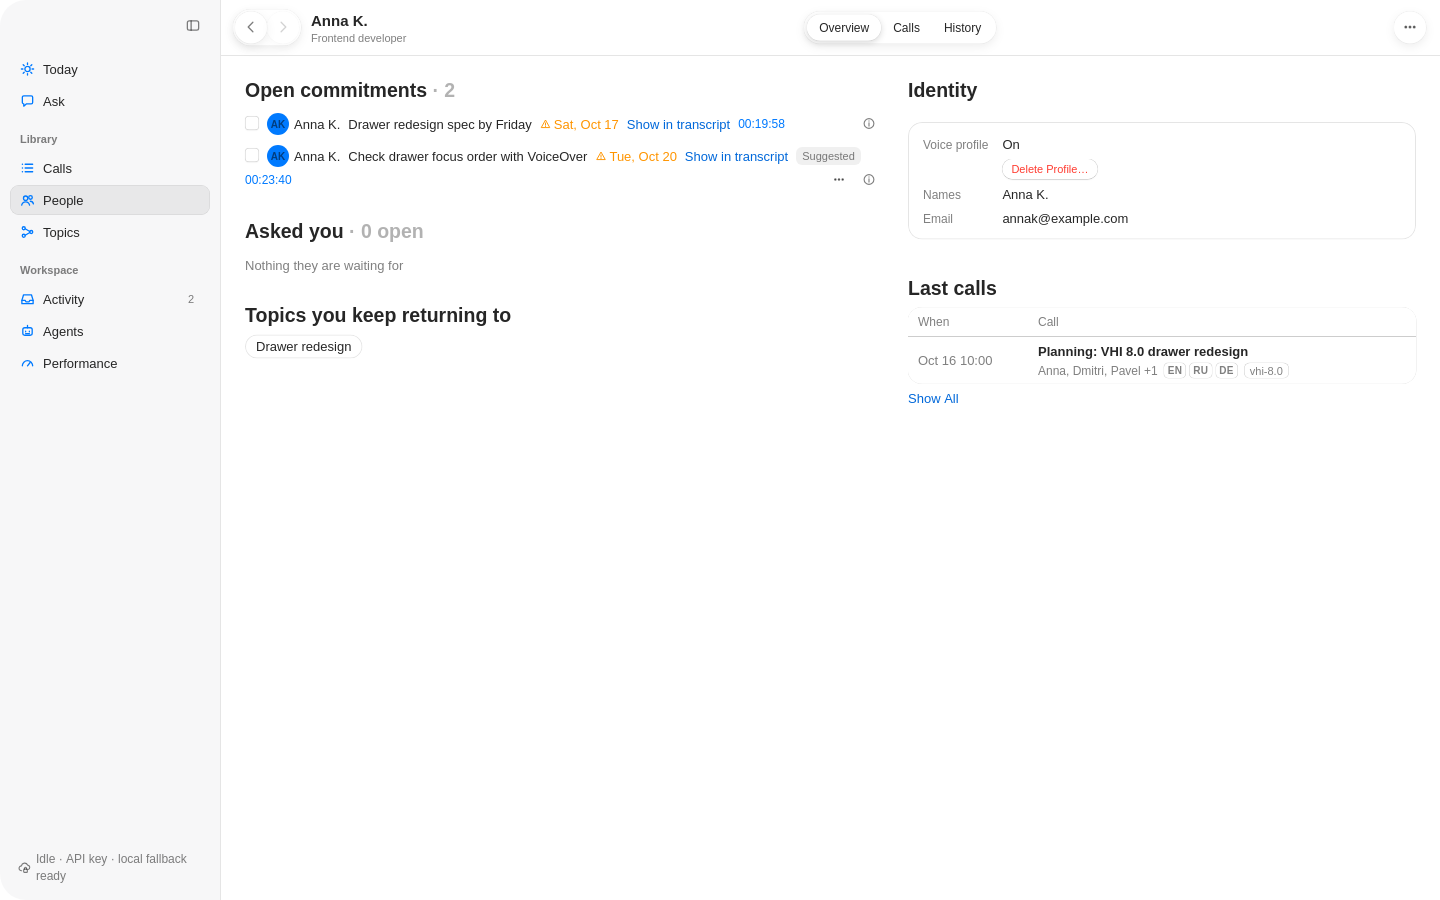 Anna K.
Frontend developer
Overview
Calls
History
Today
Ask
Library
Calls
People
Topics
Workspace
Activity 2
Agents
Performance
Idle · API key · local fallback
ready
Open commitments · 2
AK Anna K. Drawer redesign spec by Friday Sat, Oct 17 Show in transcript 00:19:58
AK Anna K. Check drawer focus order with VoiceOver Tue, Oct 20 Show in transcript Suggested
00:23:40
Asked you · 0 open
Nothing they are waiting for
Topics you keep returning to
Drawer redesign
Identity
Voice profile On
Delete Profile…
Names Anna K.
Email annak@example.com
Last calls
When Call
Oct 16 10:00 Planning: VHI 8.0 drawer redesign
Anna, Dmitri, Pavel +1 EN RU DE vhi-8.0
Show All